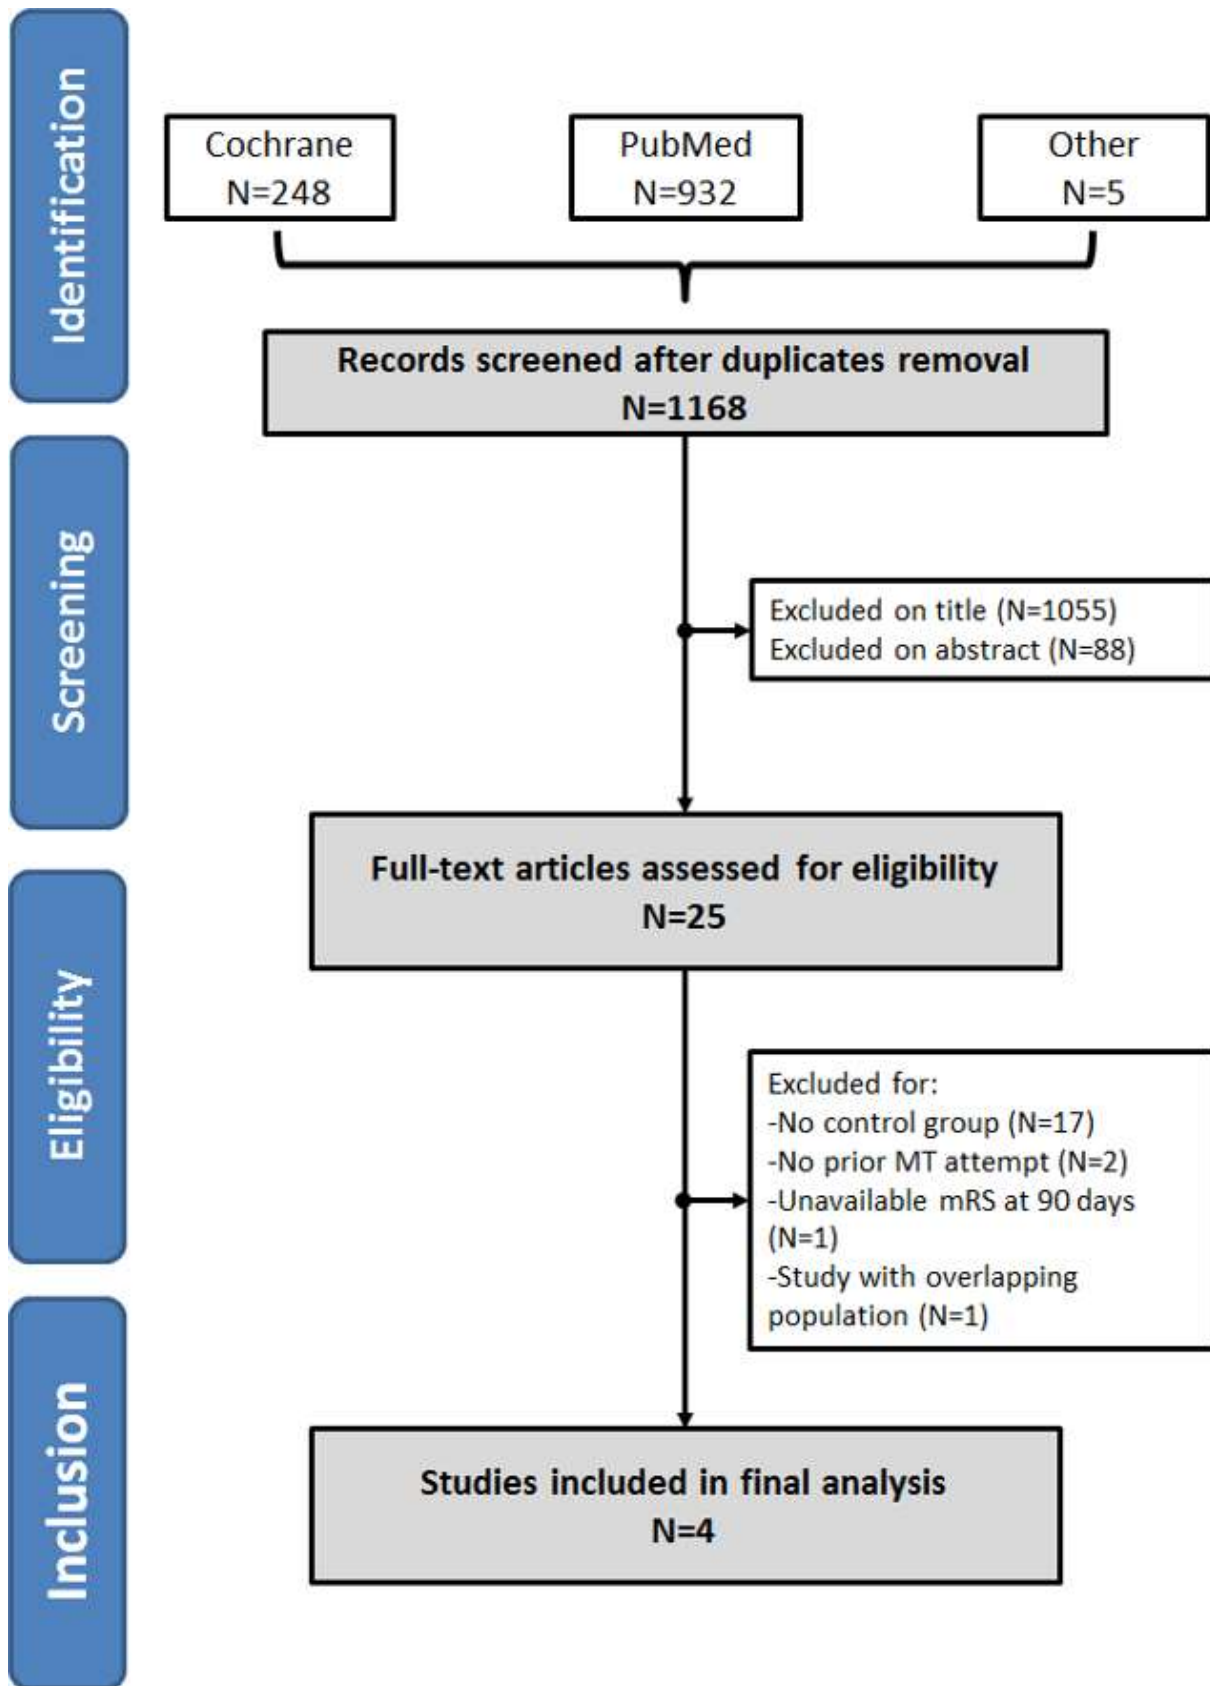 Identification
Cochrane
N=248
PubMed
N=932
Other
N=5
Records screened after duplicates removal
N=1168
Screening
Excluded on title (N=1055)
Excluded on abstract (N=88)
Full-text articles assessed for eligibility
N=25
Eligibility
Excluded for:
-No control group (N=17)
-No prior MT attempt (N=2)
-Unavailable mRS at 90 days
(N=1)
-Study with overlapping
population (N=1)
Inclusion
Studies included in final analysis
N=4